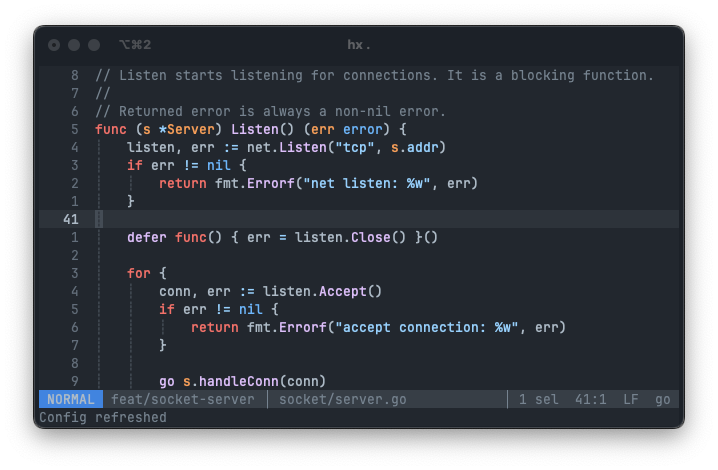 ⌥⌘2 hx .
8 // Listen starts listening for connections. It is a blocking function.
7 //
6 // Returned error is always a non-nil error.
5 func (s *Server) Listen() (err error) {
4     listen, err := net.Listen("tcp", s.addr)
3     if err != nil {
2         return fmt.Errorf("net listen: %w", err)
1     }
41
1     defer func() { err = listen.Close() }()
2
3     for {
4         conn, err := listen.Accept()
5         if err != nil {
6             return fmt.Errorf("accept connection: %w", err)
7         }
8
9         go s.handleConn(conn)
NORMAL feat/socket-server │ socket/server.go │ 1 sel 41:1 LF go
Config refreshed